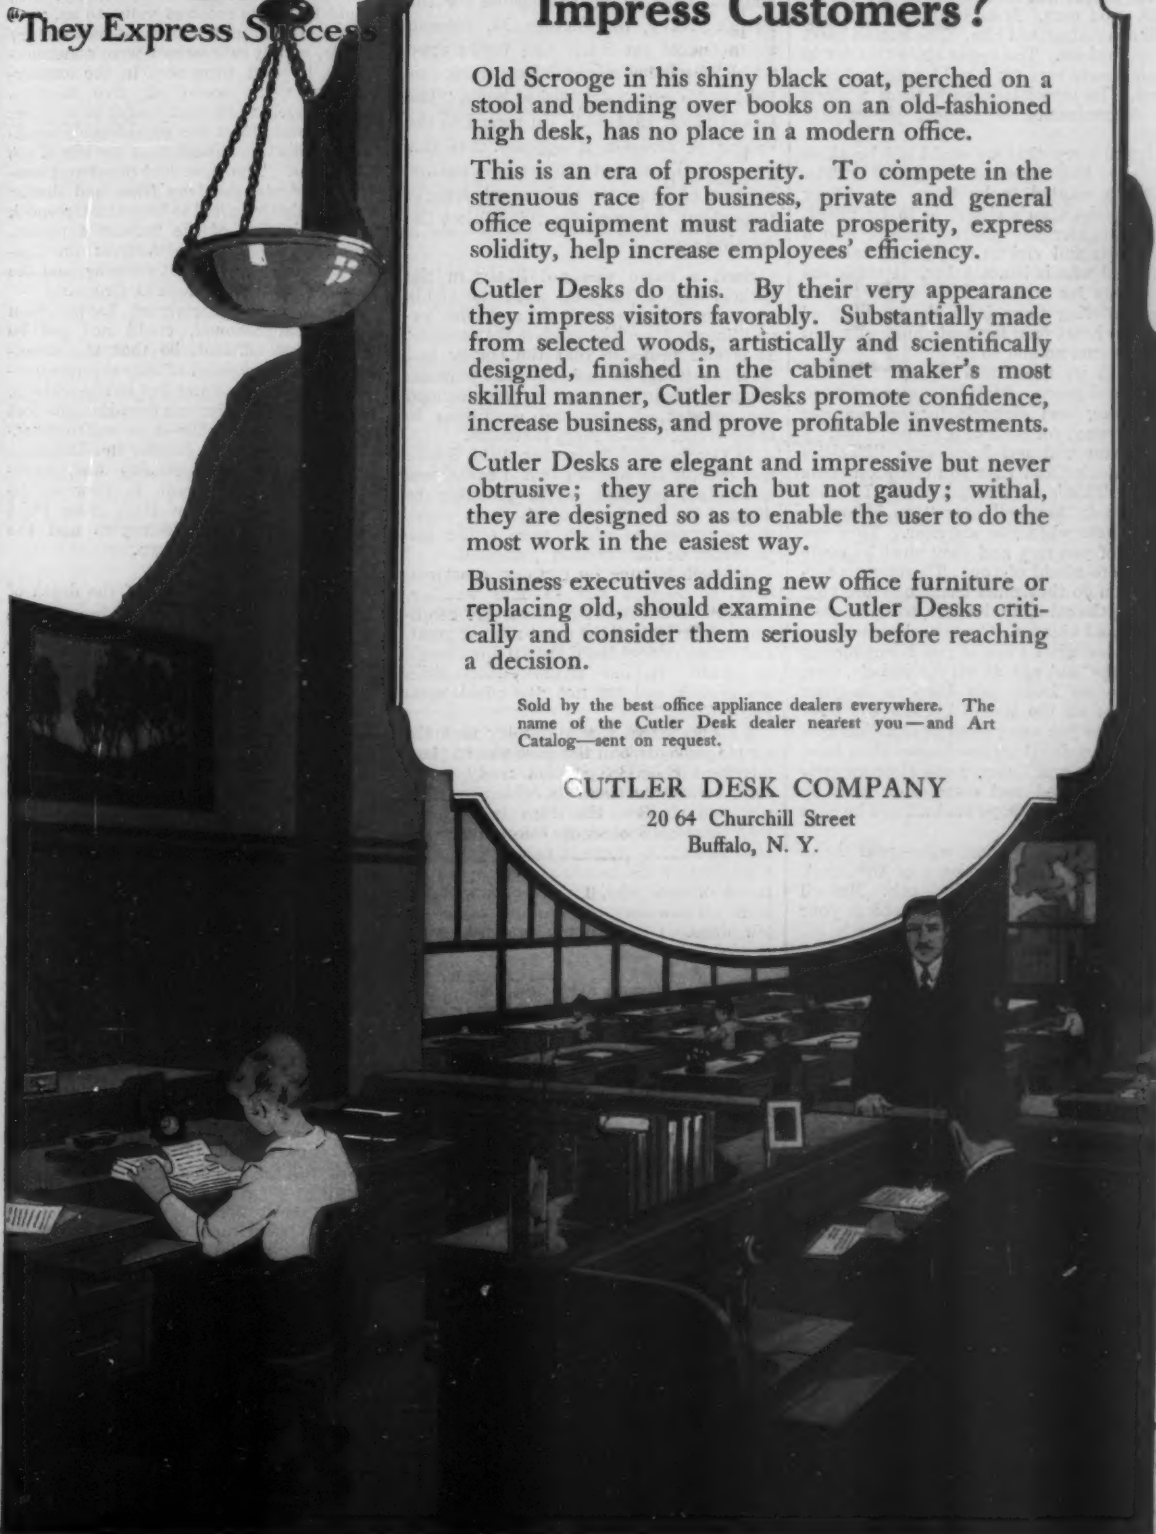 "They Express Success
Impress Customers?
Old Scrooge in his shiny black coat, perched on a
stool and bending over books on an old-fashioned
high desk, has no place in a modern office.
This is an era of prosperity. To compete in the
strenuous race for business, private and general
office equipment must radiate prosperity, express
solidity, help increase employees' efficiency.
Cutler Desks do this. By their very appearance
they impress visitors favorably. Substantially made
from selected woods, artistically and scientifically
designed, finished in the cabinet maker's most
skillful manner, Cutler Desks promote confidence,
increase business, and prove profitable investments.
Cutler Desks are elegant and impressive but never
obtrusive; they are rich but not gaudy; withal,
they are designed so as to enable the user to do the
most work in the easiest way.
Business executives adding new office furniture or
replacing old, should examine Cutler Desks criti-
cally and consider them seriously before reaching
a decision.
Sold by the best office appliance dealers everywhere. The
name of the Cutler Desk dealer nearest you—and Art
Catalog—sent on request.
CUTLER DESK COMPANY
20 64 Churchill Street
Buffalo, N. Y.